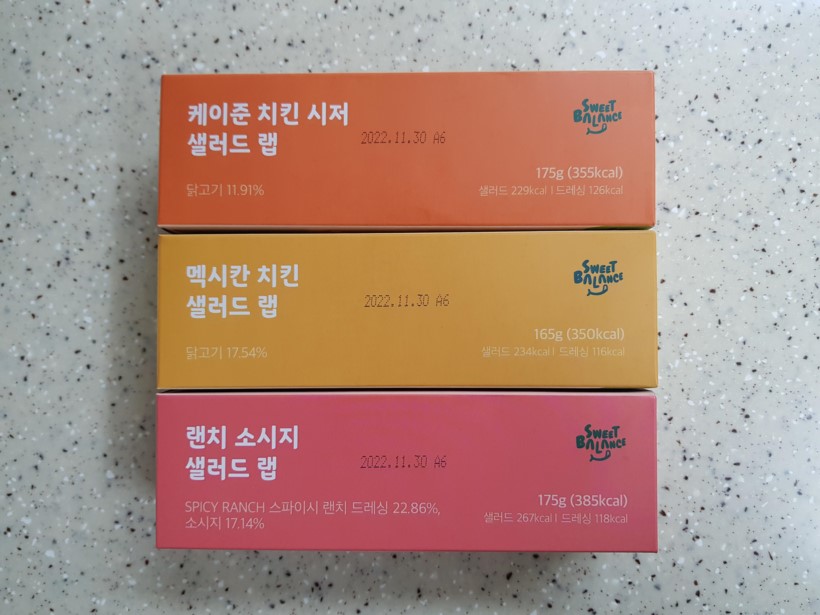 케이준 치킨 시저
샐러드 랩
2022.11.30 A6
SWEET
BALANCE
175g (355kcal)
닭고기 11.91%
샐러드 229kcal | 드레싱 126kcal
멕시칸 치킨
샐러드 랩
2022.11.30 A6
SWEET
BALANCE
165g (350kcal)
닭고기 17.54%
샐러드 234kcal | 드레싱 116kcal
랜치 소시지
샐러드 랩
2022.11.30 A6
SWEET
BALANCE
175g (385kcal)
SPICY RANCH 스파이시 랜치 드레싱 22.86%,
소시지 17.14%
샐러드 267kcal | 드레싱 118kcal